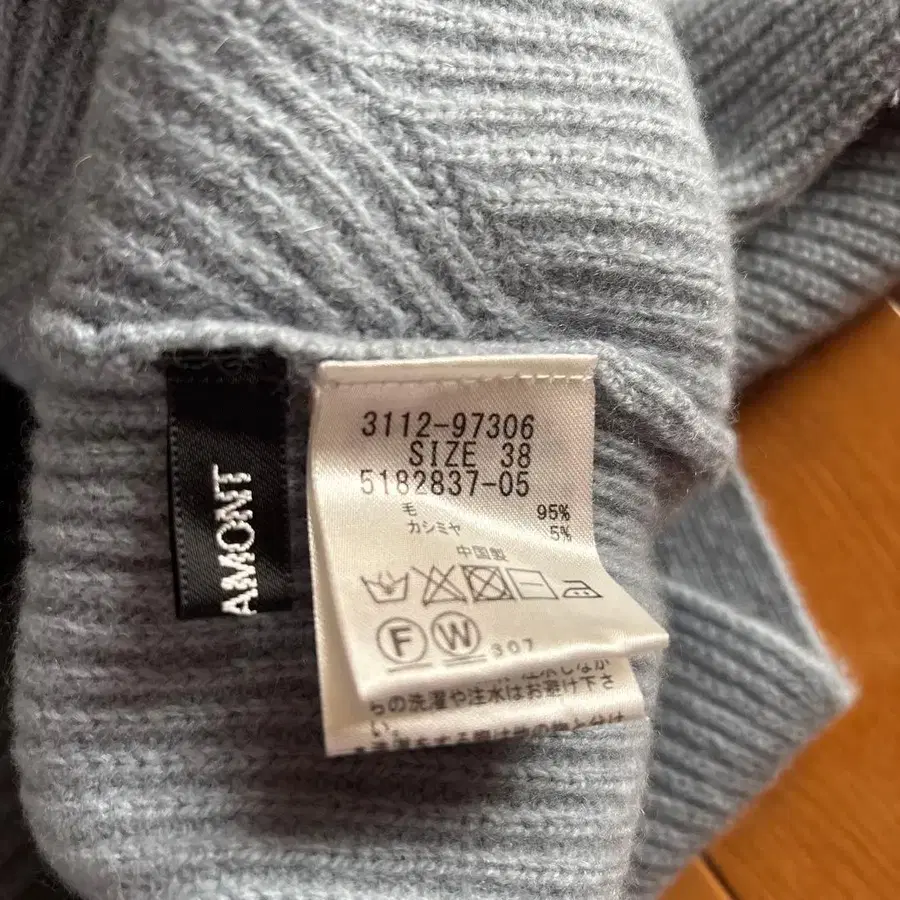 AMONT
3112-97306
SIZE 38
5182837-05
毛 95%
カシミヤ 5%
中国製
F W 307
らの洗濯や注水はお避け下さ
い。